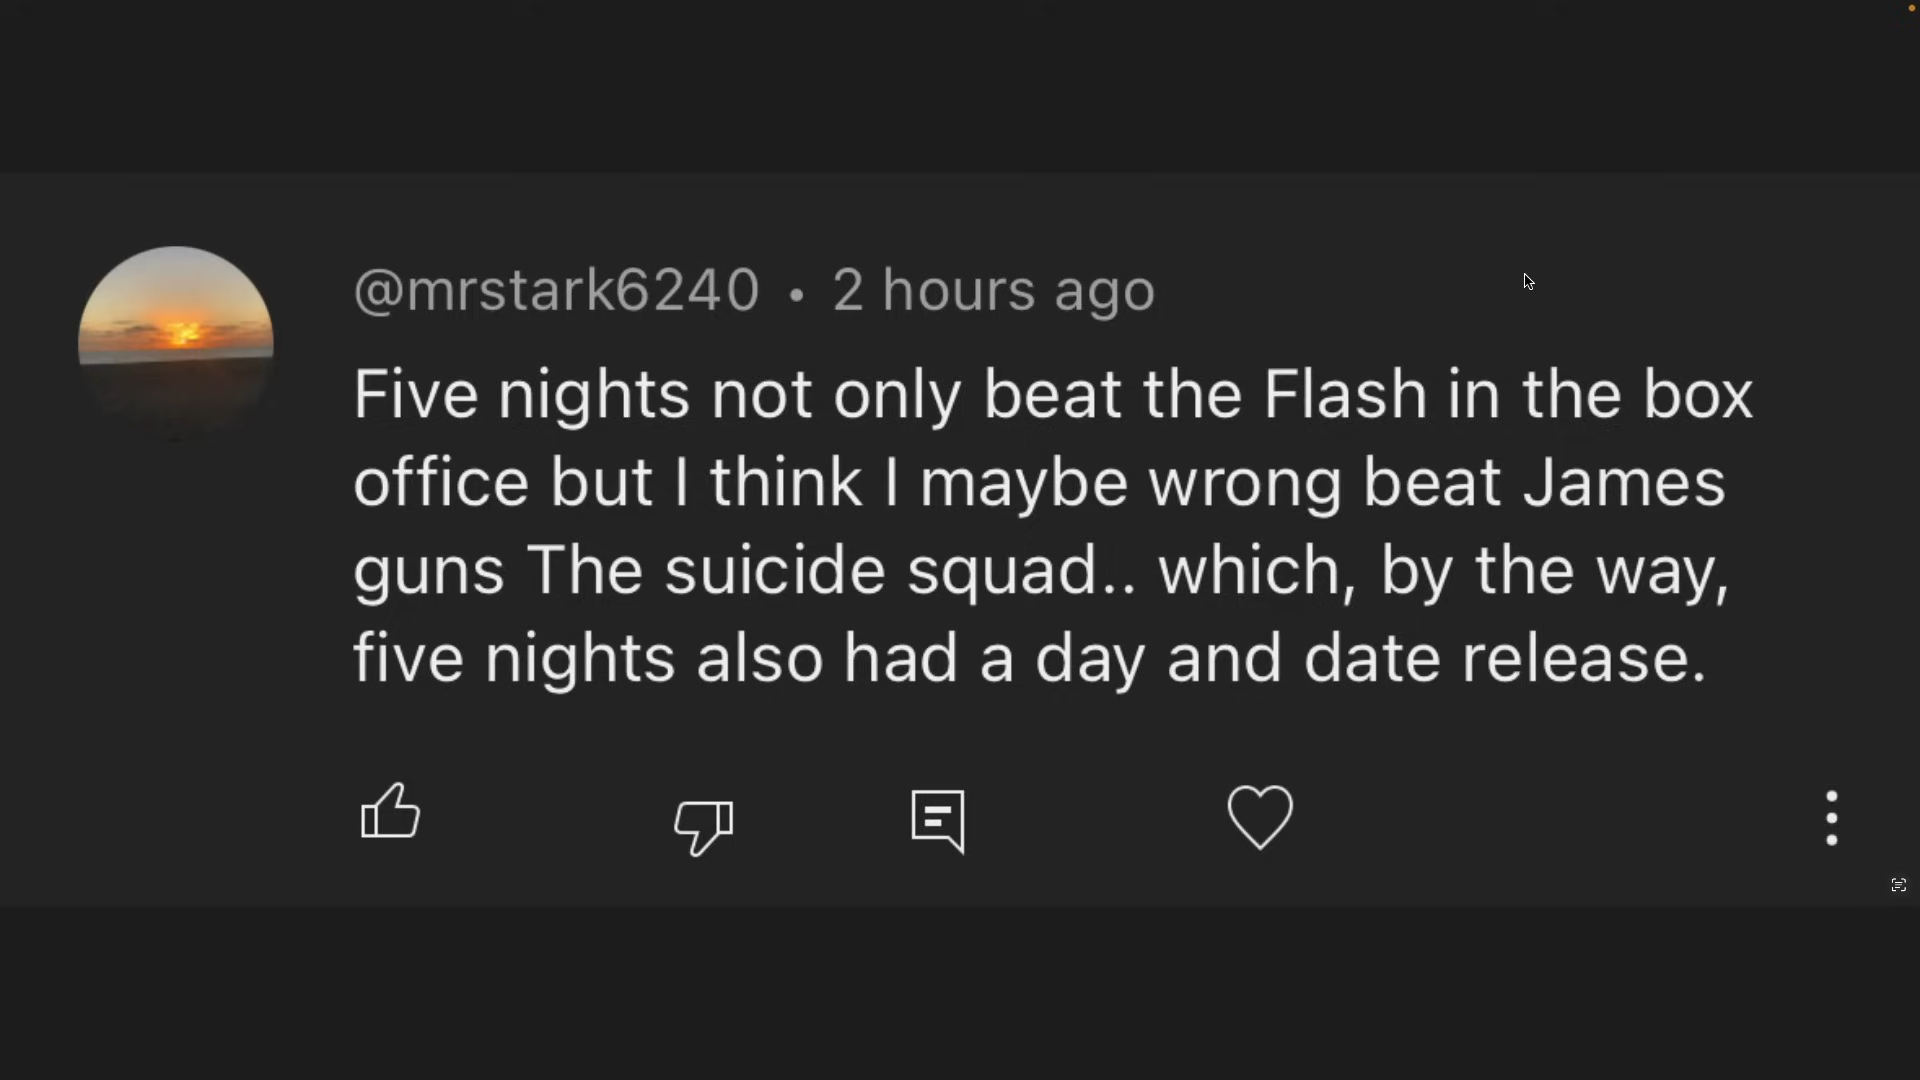 @mrstark6240 • 2 hours ago
Five nights not only beat the Flash in the box
office but I think I maybe wrong beat James
guns The suicide squad.. which, by the way,
five nights also had a day and date release.